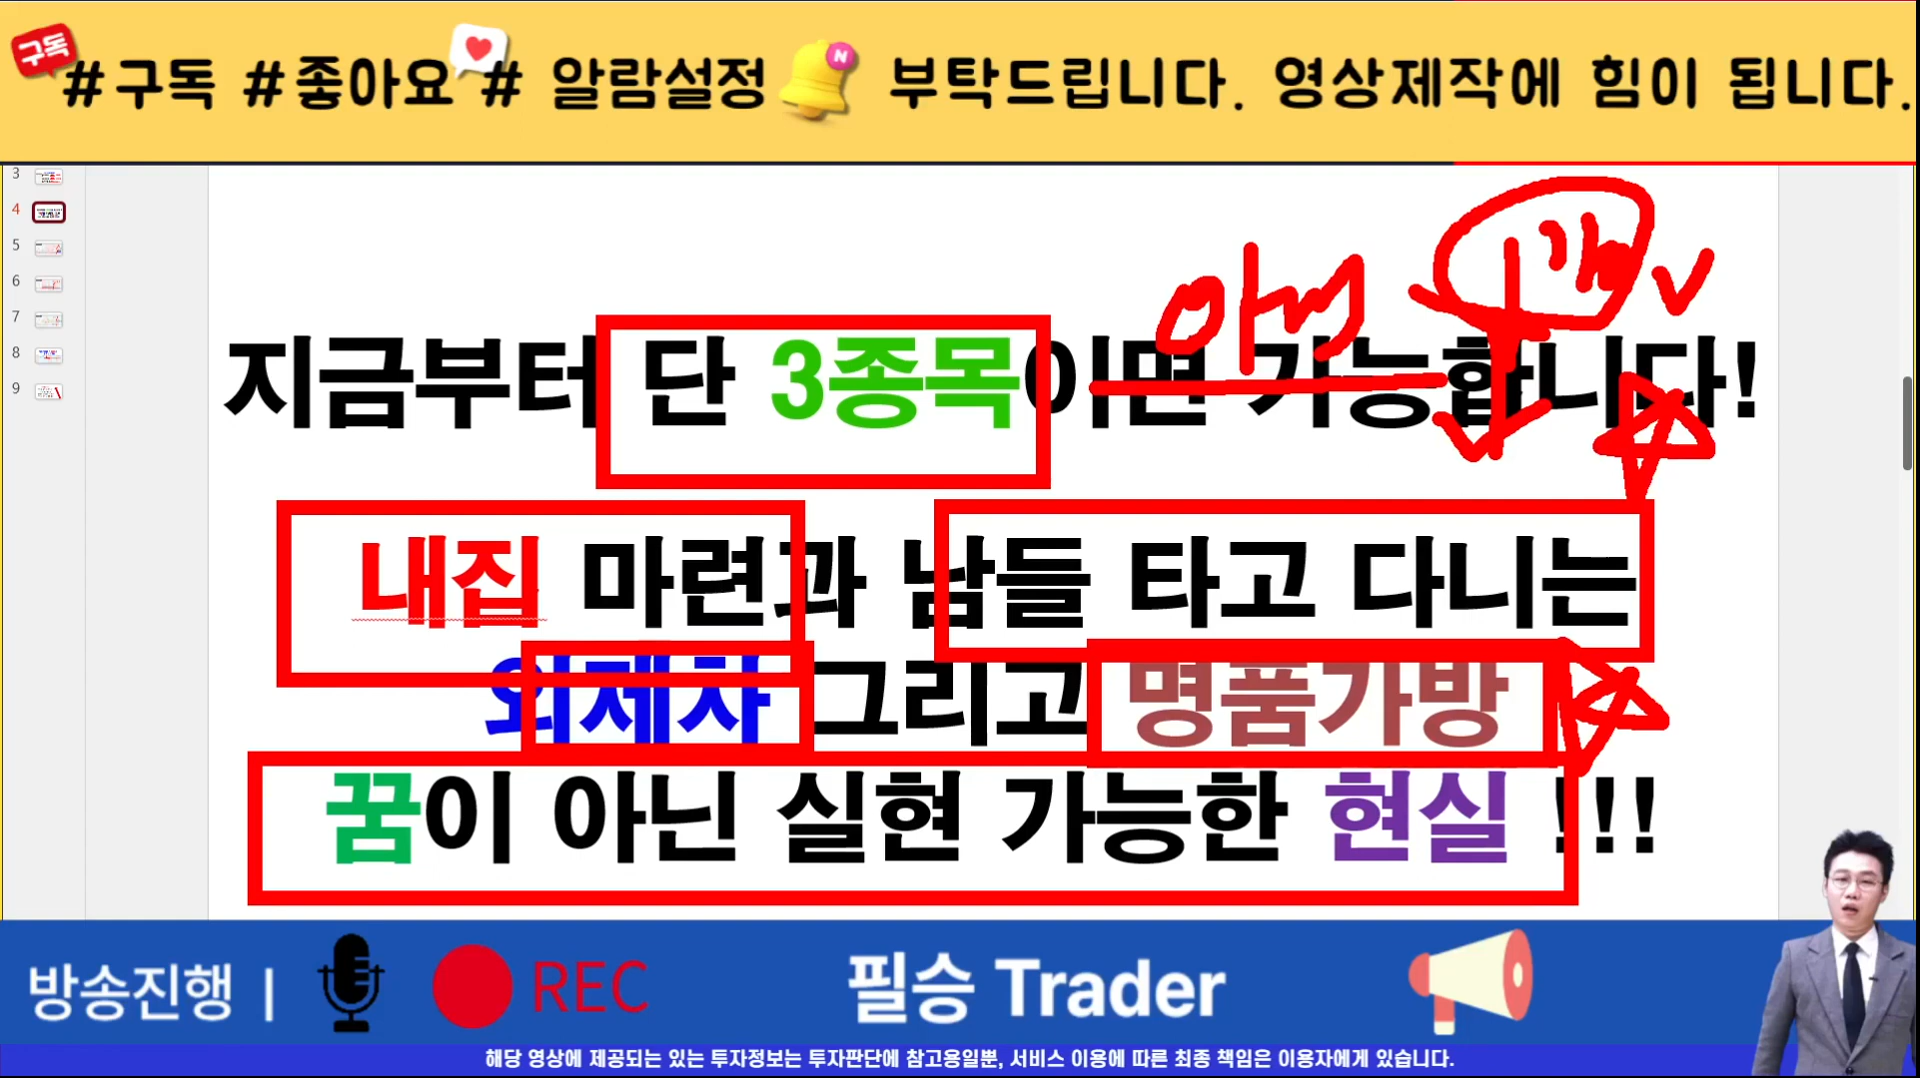 구독
#구독 #좋아요 # 알람설정 N 부탁드립니다. 영상제작에 힘이 됩니다.
3
4
5
6
7
8
9
지금부터 단 3종목이면 가능합니다!
내집 마련과 남들 타고 다니는
외제차 그리고 명품가방
꿈이 아닌 실현 가능한 현실 !!!
방송진행 | REC 필승 Trader
해당 영상에 제공되는 있는 투자정보는 투자판단에 참고용일뿐, 서비스 이용에 따른 최종 책임은 이용자에게 있습니다.